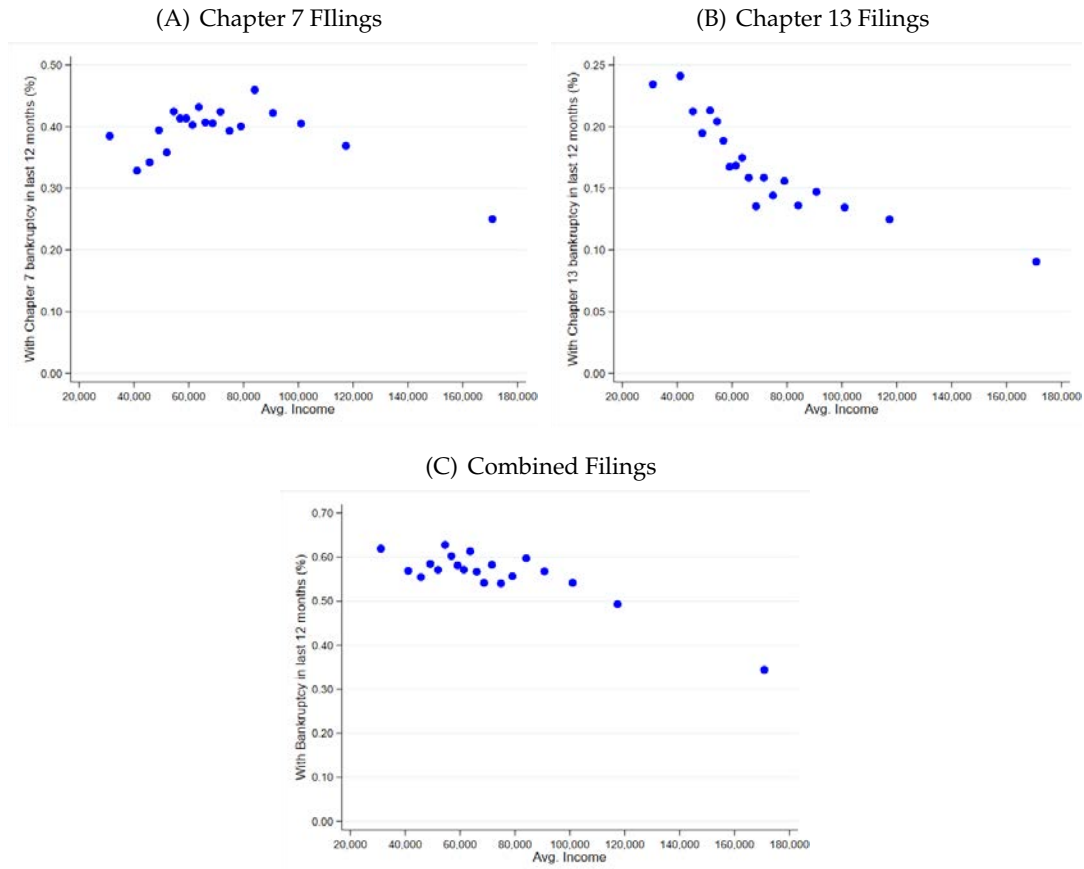 (A) Chapter 7 FIlings
With Chapter 7 bankruptcy in last 12 months (%)
0.50
0.40
0.30
0.20
0.10
0.00
20,000 40,000 60,000 80,000 100,000 120,000 140,000 160,000 180,000
Avg. Income
(B) Chapter 13 Filings
With Chapter 13 bankruptcy in last 12 months (%)
0.25
0.20
0.15
0.10
0.05
0.00
20,000 40,000 60,000 80,000 100,000 120,000 140,000 160,000 180,000
Avg. Income
(C) Combined Filings
With Bankruptcy in last 12 months (%)
0.70
0.60
0.50
0.40
0.30
0.20
0.10
0.00
20,000 40,000 60,000 80,000 100,000 120,000 140,000 160,000 180,000
Avg. Income